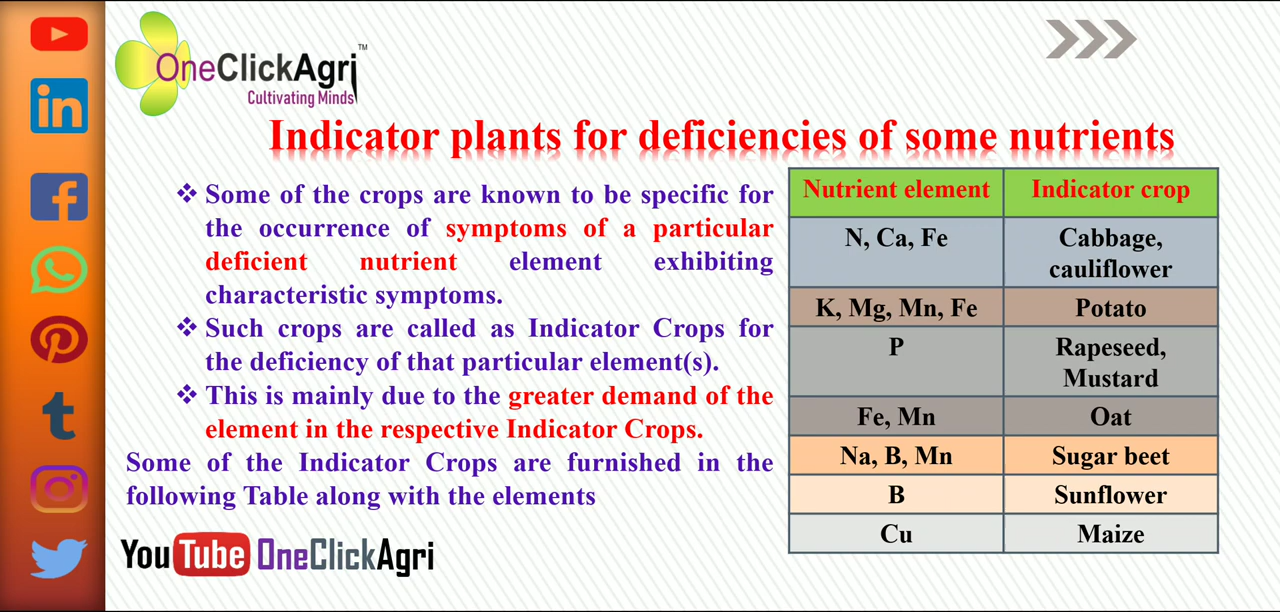 OneClickAgri™
Cultivating Minds
Indicator plants for deficiencies of some nutrients
❖ Some of the crops are known to be specific for
the occurrence of symptoms of a particular
deficient nutrient element exhibiting
characteristic symptoms.
❖ Such crops are called as Indicator Crops for
the deficiency of that particular element(s).
❖ This is mainly due to the greater demand of the
element in the respective Indicator Crops.
Some of the Indicator Crops are furnished in the
following Table along with the elements
Nutrient element Indicator crop
N, Ca, Fe Cabbage,
cauliflower
K, Mg, Mn, Fe Potato
P Rapeseed,
Mustard
Fe, Mn Oat
Na, B, Mn Sugar beet
B Sunflower
Cu Maize
YouTube OneClickAgri